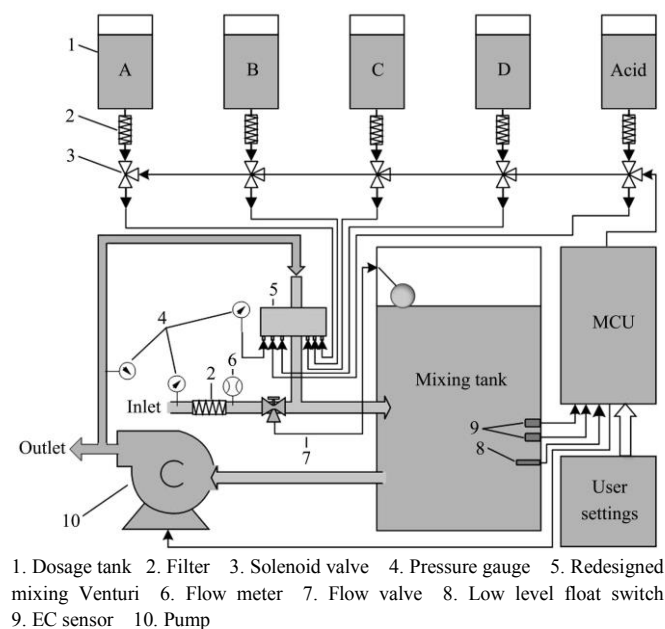 A B C D Acid
1
2
3
5
4
MCU
6
2
Mixing tank
Inlet
9
Outlet
7
8
10
User
settings
1. Dosage tank 2. Filter 3. Solenoid valve 4. Pressure gauge 5. Redesigned
mixing Venturi 6. Flow meter 7. Flow valve 8. Low level float switch
9. EC sensor 10. Pump